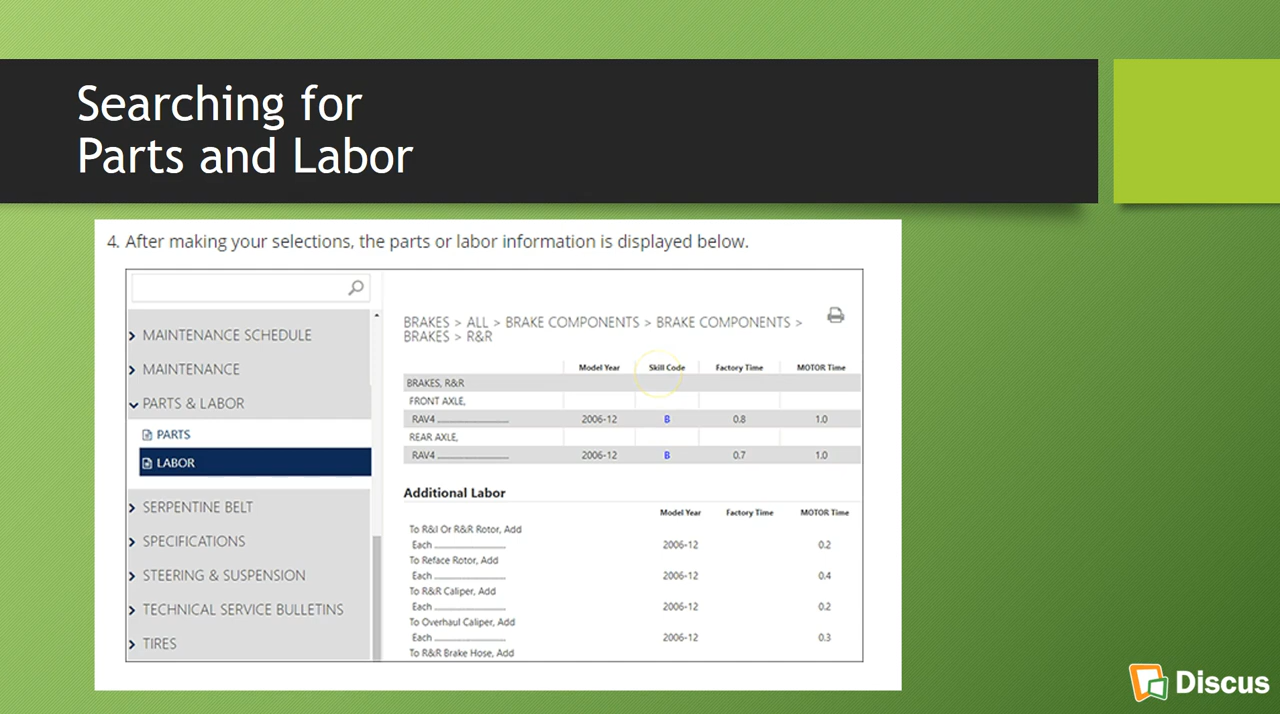 Searching for
Parts and Labor
4. After making your selections, the parts or labor information is displayed below.
MAINTENANCE SCHEDULE
MAINTENANCE
PARTS & LABOR
PARTS
LABOR
SERPENTINE BELT
SPECIFICATIONS
STEERING & SUSPENSION
TECHNICAL SERVICE BULLETINS
TIRES
BRAKES > ALL > BRAKE COMPONENTS > BRAKE COMPONENTS >
BRAKES > R&R
Model Year Skill Code Factory Time MOTOR Time
BRAKES, R&R
FRONT AXLE,
RAV4 2006-12 B 0.8 1.0
REAR AXLE,
RAV4 2006-12 B 0.7 1.0
Additional Labor
Model Year Factory Time MOTOR Time
To R&I Or R&R Rotor, Add
Each 2006-12 0.2
To Reface Rotor, Add
Each 2006-12 0.4
To R&R Caliper, Add
Each 2006-12 0.2
To Overhaul Caliper, Add
Each 2006-12 0.3
To R&R Brake Hose, Add
Discus